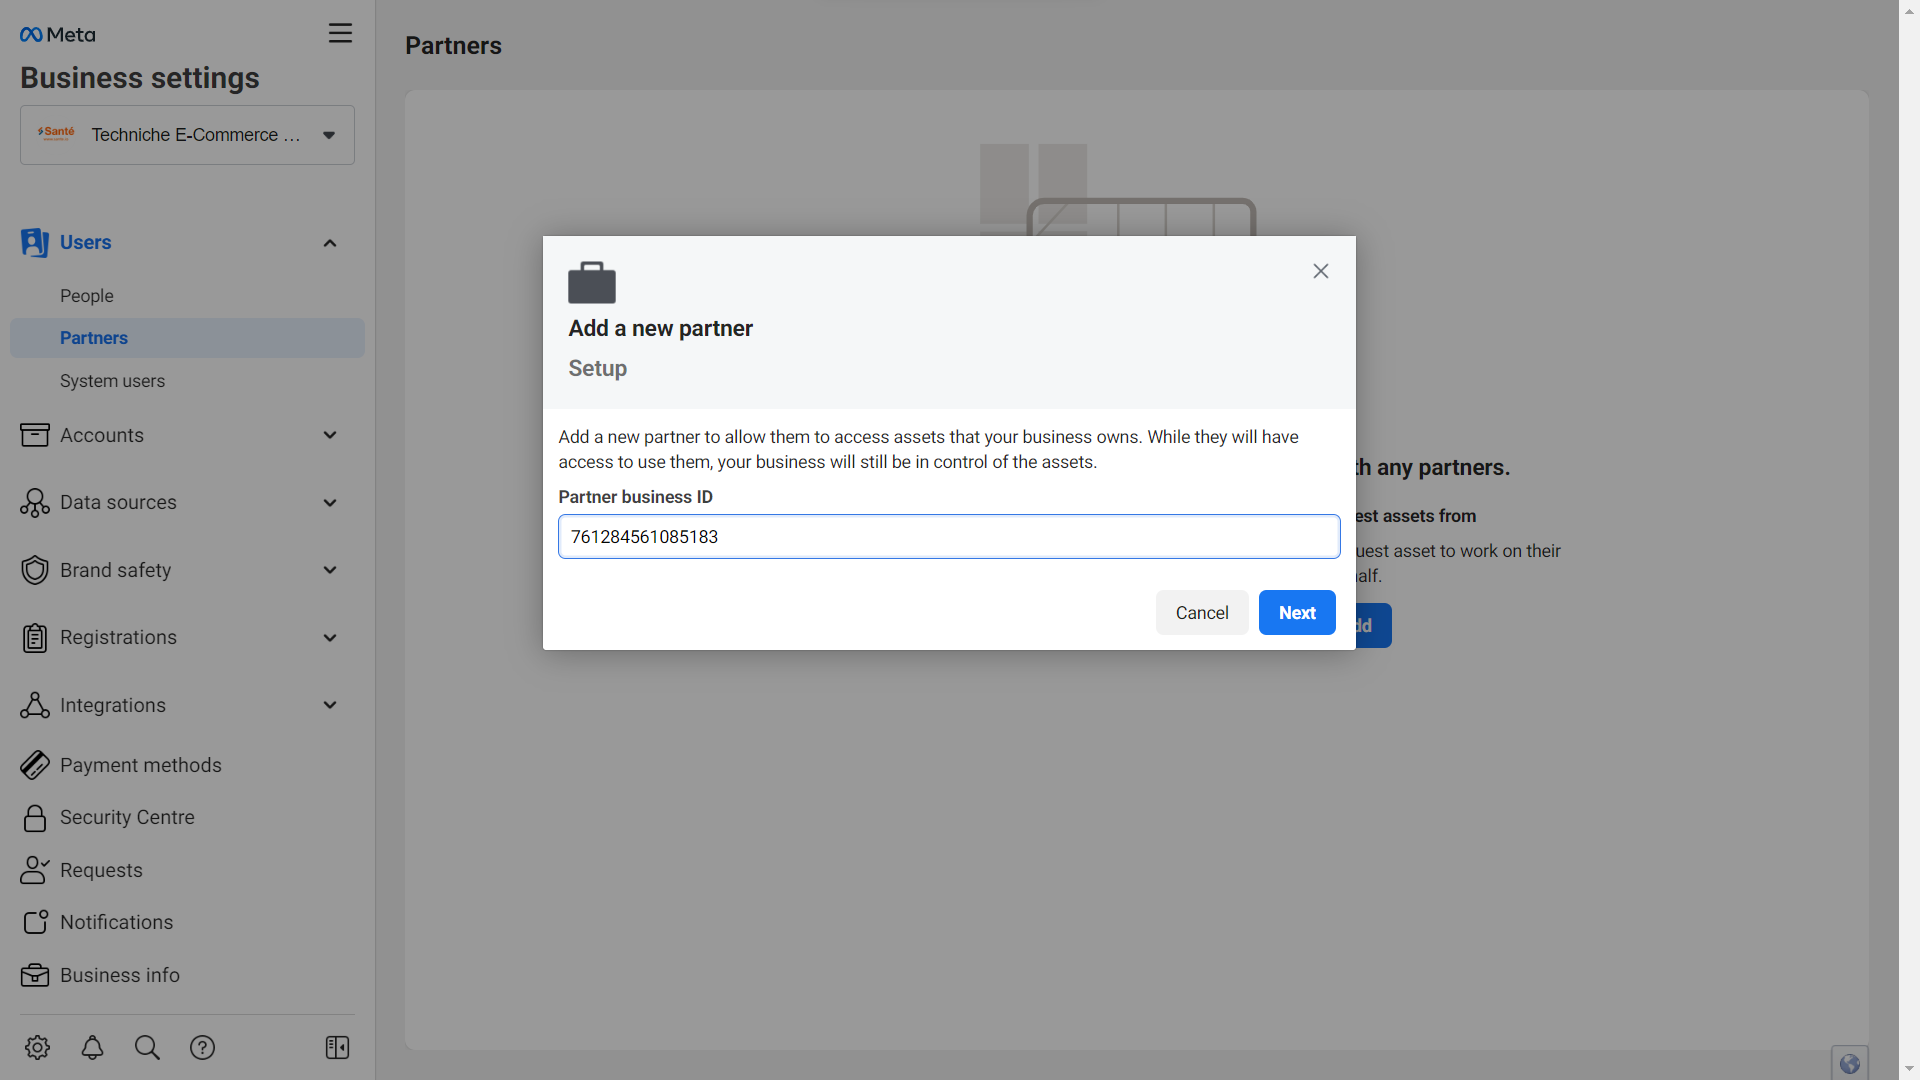 Meta
Business settings
Santé
Techniche E-Commerce ...
Users
People
Partners
System users
Accounts
Data sources
Brand safety
Registrations
Integrations
Payment methods
Security Centre
Requests
Notifications
Business info
Partners
Add a new partner
Setup
Add a new partner to allow them to access assets that your business owns. While they will have
access to use them, your business will still be in control of the assets.
Partner business ID
761284561085183
Cancel
Next
th any partners.
est assets from
uest asset to work on their
alf.
dd